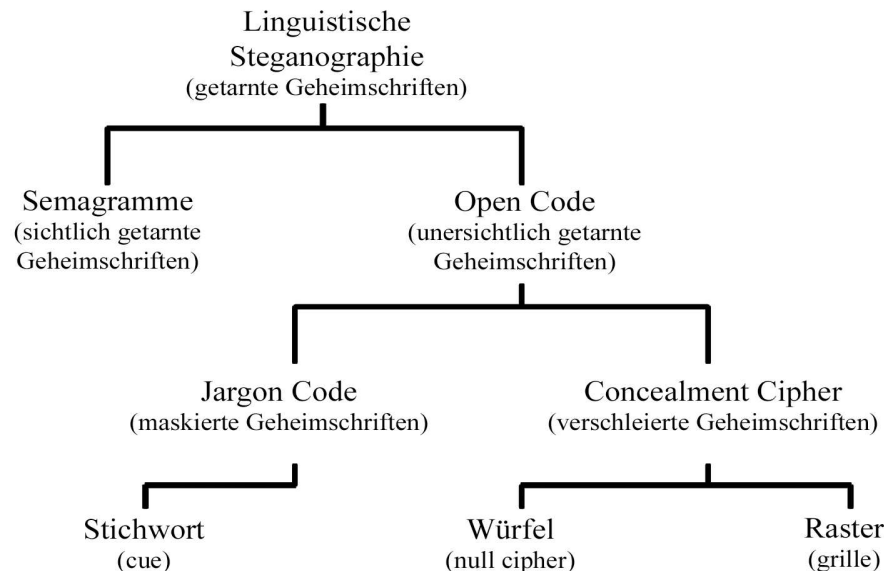 Linguistische
Steganographie
(getarnte Geheimschriften)
Semagramme
(sichtlich getarnte
Geheimschriften)
Open Code
(unersichtlich getarnte
Geheimschriften)
Jargon Code
(maskierte Geheimschriften)
Concealment Cipher
(verschleierte Geheimschriften)
Stichwort
(cue)
Würfel
(null cipher)
Raster
(grille)